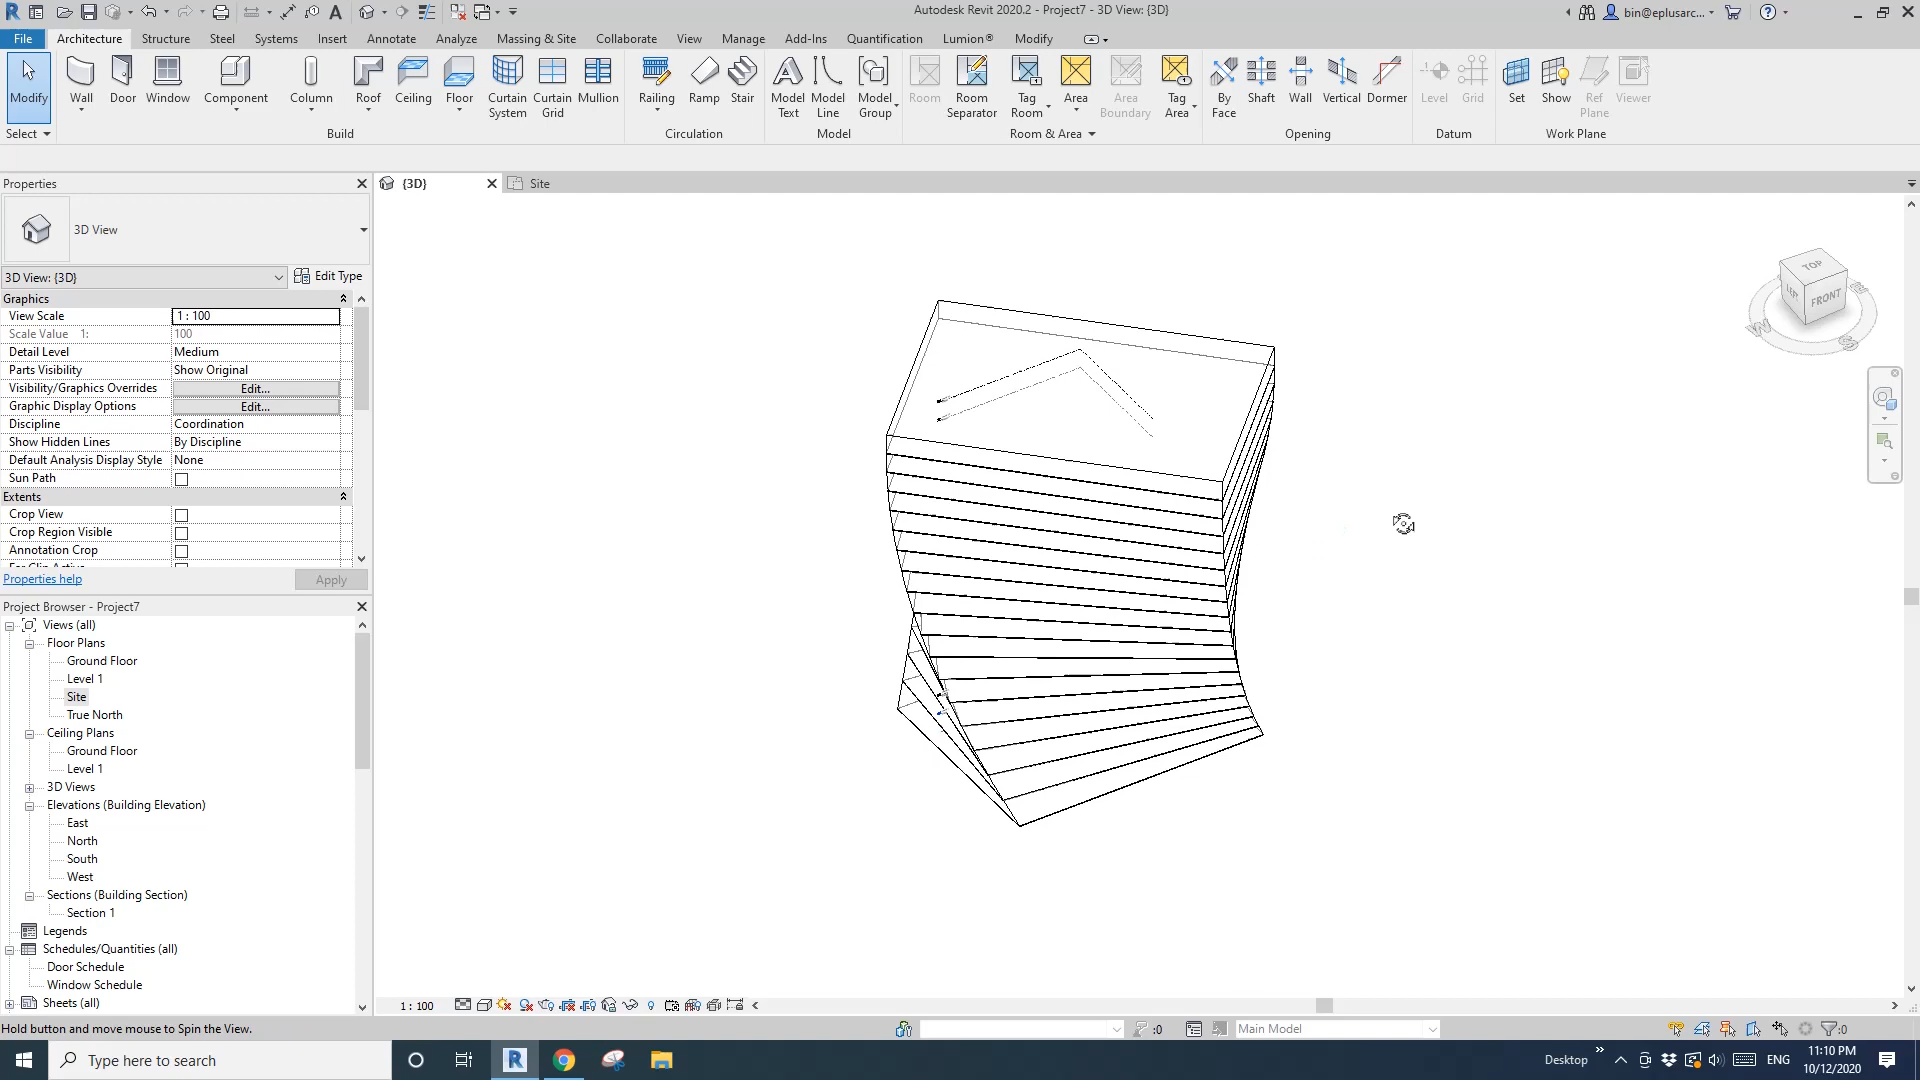 Autodesk Revit 2020.2 - Project7 - 3D View: {3D}
bin@eplusarc...
File Architecture Structure Steel Systems Insert Annotate Analyze Massing & Site Collaborate View Manage Add-Ins Quantification Lumion® Modify
Modify Wall Door Window Component Column Roof Ceiling Floor Curtain System Curtain Grid Mullion Railing Ramp Stair Model Text Model Line Model Group Room Room Separator Tag Room Area Area Boundary Tag Area By Face Shaft Wall Vertical Dormer Level Grid Set Show Ref Plane Viewer
Select Build Circulation Model Room & Area Opening Datum Work Plane
Properties
{3D}
Site
3D View
3D View: {3D}
Edit Type
Graphics
View Scale 1 : 100
Scale Value 1: 100
Detail Level Medium
Parts Visibility Show Original
Visibility/Graphics Overrides Edit...
Graphic Display Options Edit...
Discipline Coordination
Show Hidden Lines By Discipline
Default Analysis Display Style None
Sun Path
Extents
Crop View
Crop Region Visible
Annotation Crop
Properties help
Apply
Project Browser - Project7
Views (all)
Floor Plans
Ground Floor
Level 1
Site
True North
Ceiling Plans
Ground Floor
Level 1
3D Views
Elevations (Building Elevation)
East
North
South
West
Sections (Building Section)
Section 1
Legends
Schedules/Quantities (all)
Door Schedule
Window Schedule
Sheets (all)
TOP
LEFT
FRONT
W
S
E
1 : 100
Hold button and move mouse to Spin the View.
:0
Main Model
:0
Type here to search
Desktop
ENG
11:10 PM
10/12/2020